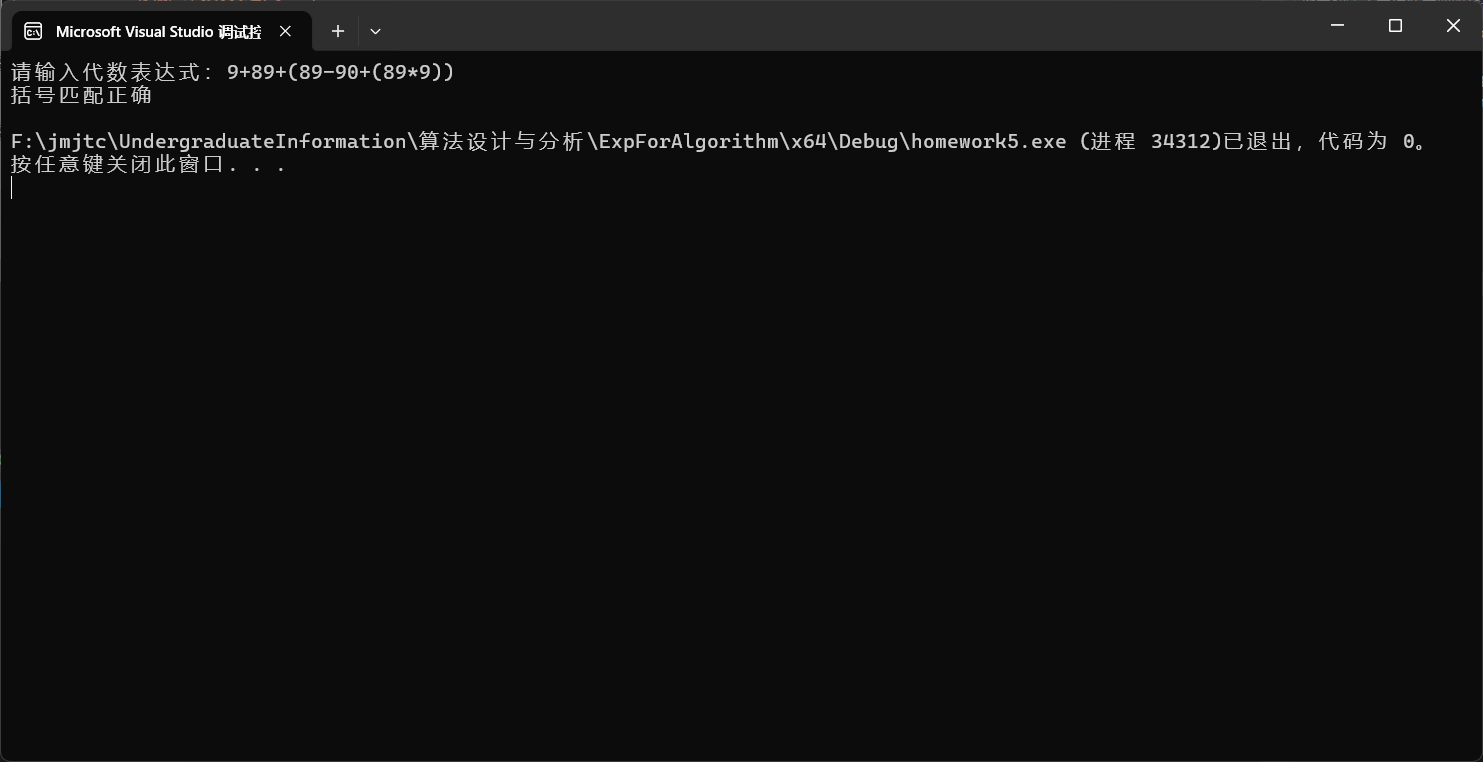 Microsoft Visual Studio 调试控
请输入代数表达式：9+89+(89-90+(89*9))
括号匹配正确
F:\jmjtc\UndergraduateInformation\算法设计与分析\ExpForAlgorithm\x64\Debug\homework5.exe (进程 34312)已退出，代码为 0。
按任意键关闭此窗口. . .